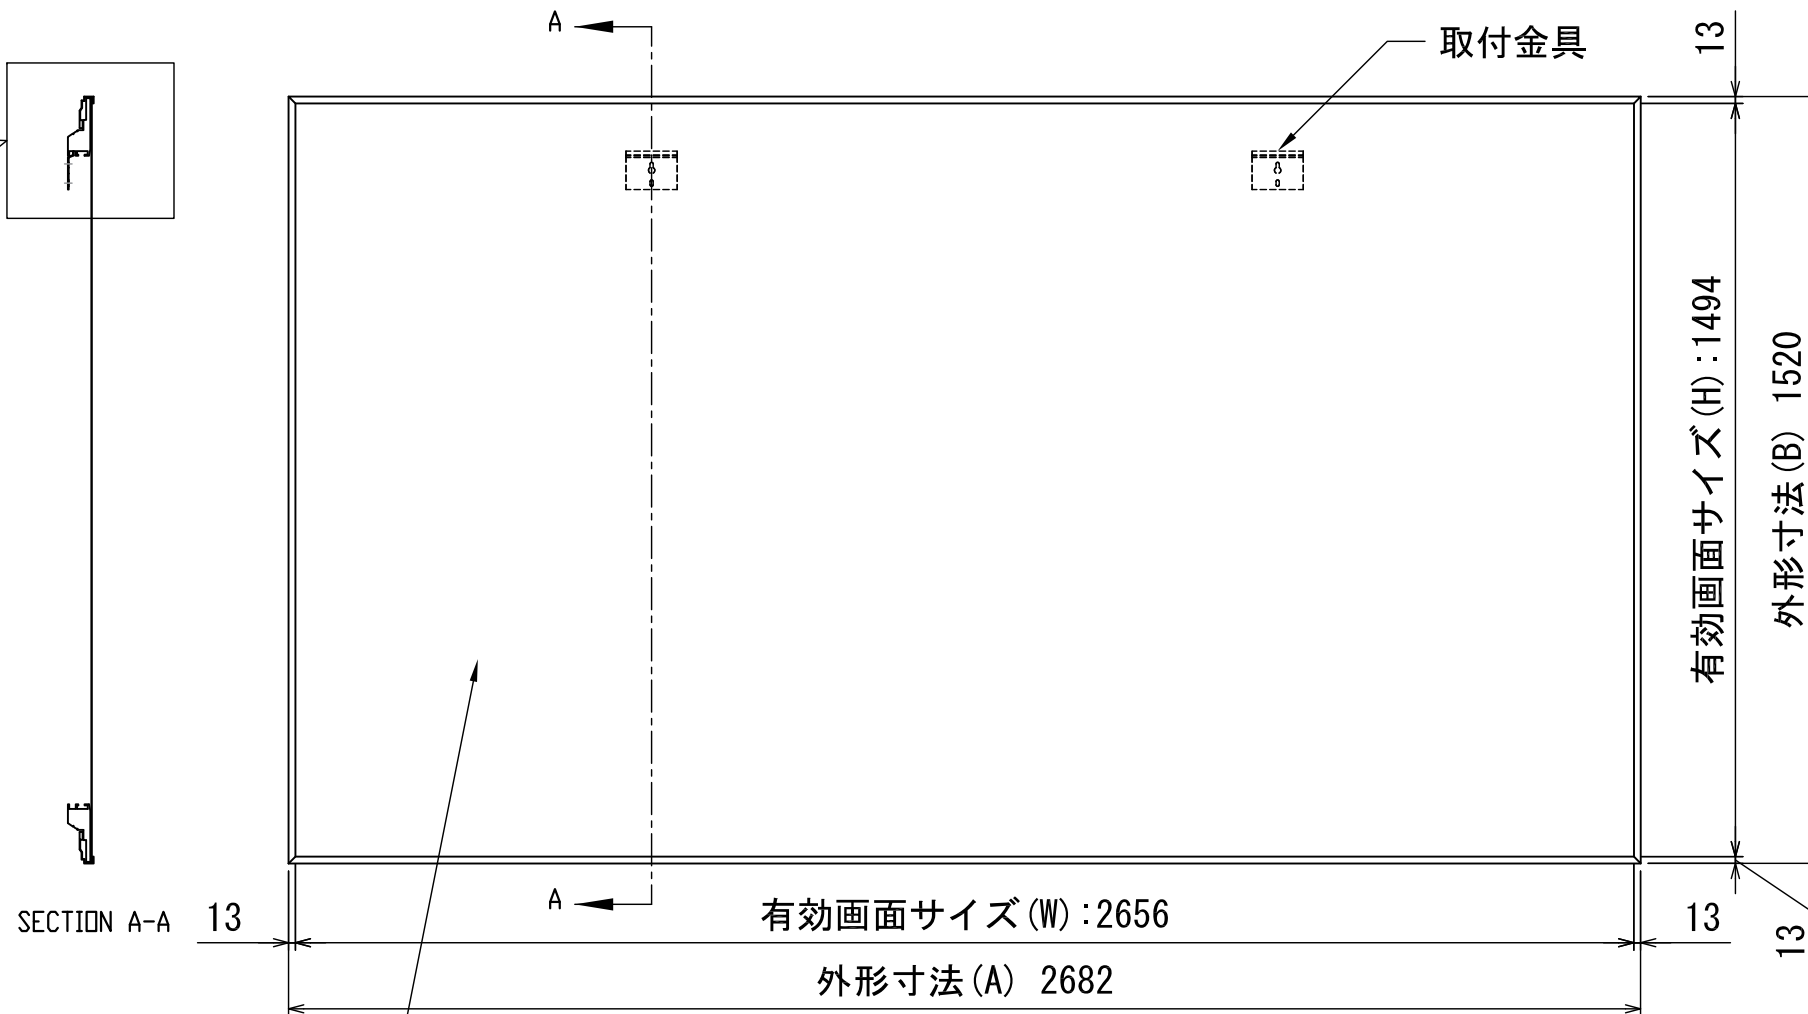 A
取付金具
13
有効画面サイズ(H):1494
外形寸法(B) 1520
A
SECTION A-A
13
有効画面サイズ(W):2656
13
13
外形寸法(A) 2682